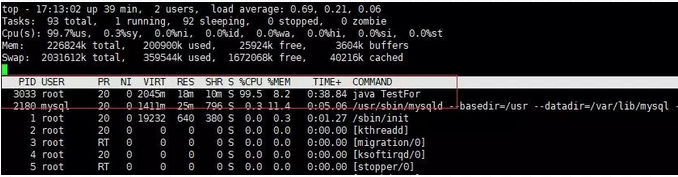 top - 17:13:02 up 39 min, 2 users, load average: 0.69, 0.21, 0.06
Tasks: 93 total, 1 running, 92 sleeping, 0 stopped, 0 zombie
Cpu(s): 99.7%us, 0.3%sy, 0.0%ni, 0.0%id, 0.0%wa, 0.0%hi, 0.0%si, 0.0%st
Mem: 226824k total, 200900k used, 25924k free, 3604k buffers
Swap: 2031612k total, 359544k used, 1672068k free, 40216k cached
PID USER PR NI VIRT RES SHR S %CPU %MEM TIME+ COMMAND
3033 root 20 0 2045m 18m 10m S 99.5 8.2 0:38.84 java TestFor
2180 mysql 20 0 1411m 25m 796 S 0.3 11.4 0:05.06 /usr/sbin/mysqld --basedir=/usr --datadir=/var/lib/mysql -
1 root 20 0 19232 640 380 S 0.0 0.3 0:01.27 /sbin/init
2 root 20 0 0 0 0 S 0.0 0.0 0:00.00 [kthreadd]
3 root RT 0 0 0 0 S 0.0 0.0 0:00.00 [migration/0]
4 root 20 0 0 0 0 S 0.0 0.0 0:00.00 [ksoftirqd/0]
5 root RT 0 0 0 0 S 0.0 0.0 0:00.00 [stopper/0]